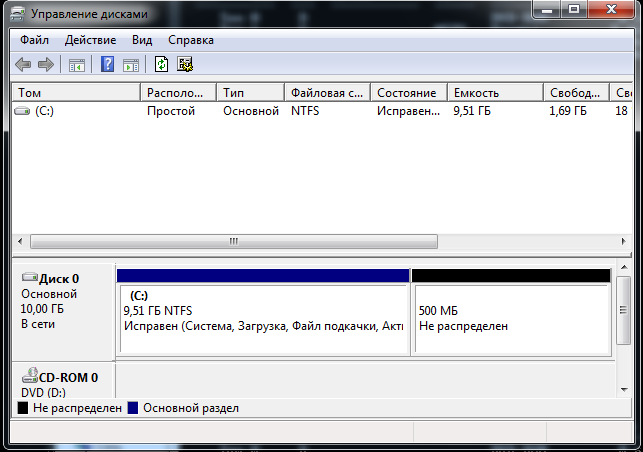 Управление дисками
Файл Действие Вид Справка
Том Располо... Тип Файловая с... Состояние Емкость Свобод... Сво
(C:) Простой Основной NTFS Исправен... 9,51 ГБ 1,69 ГБ 18
Диск 0
Основной
10,00 ГБ
В сети
(C:)
9,51 ГБ NTFS
Исправен (Система, Загрузка, Файл подкачки, Акти
500 МБ
Не распределен
CD-ROM 0
DVD (D:)
Не распределен Основной раздел